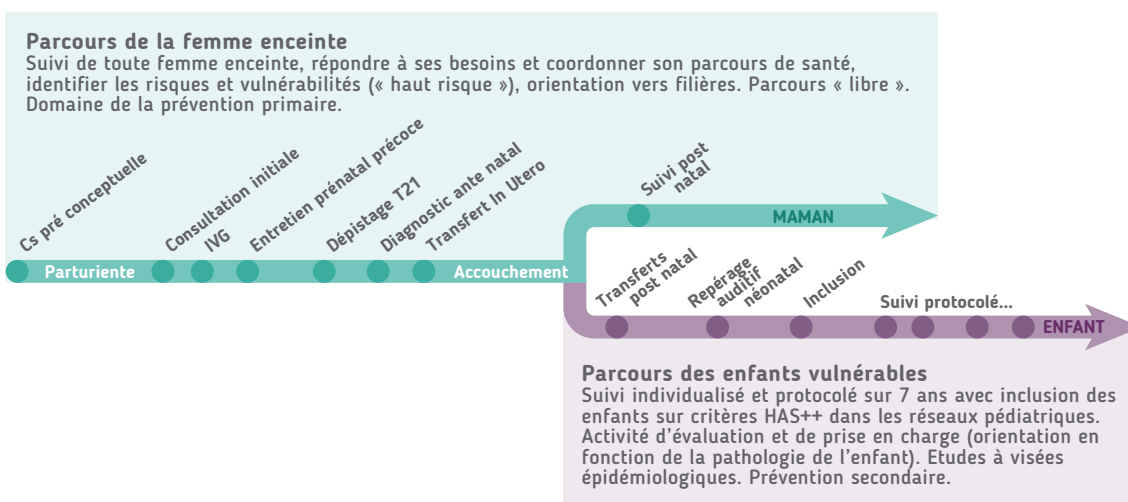 Parcours de la femme enceinte
Suivi de toute femme enceinte, répondre à ses besoins et coordonner son parcours de santé,
identifier les risques et vulnérabilités (« haut risque »), orientation vers filières. Parcours « libre ».
Domaine de la prévention primaire.
Cs pré conceptuelle
Consultation initiale
IVG
Entretien prénatal précoce
Dépistage T21
Diagnostic ante natal
Transfert In Utero
Suivi post
natal
MAMAN
Parturiente
Accouchement
Transferts
post natal
Repérage
auditif
néonatal
Inclusion
Suivi protocolé...
ENFANT
Parcours des enfants vulnérables
Suivi individualisé et protocolé sur 7 ans avec inclusion des
enfants sur critères HAS++ dans les réseaux pédiatriques.
Activité d’évaluation et de prise en charge (orientation en
fonction de la pathologie de l’enfant). Etudes à visées
épidémiologiques. Prévention secondaire.